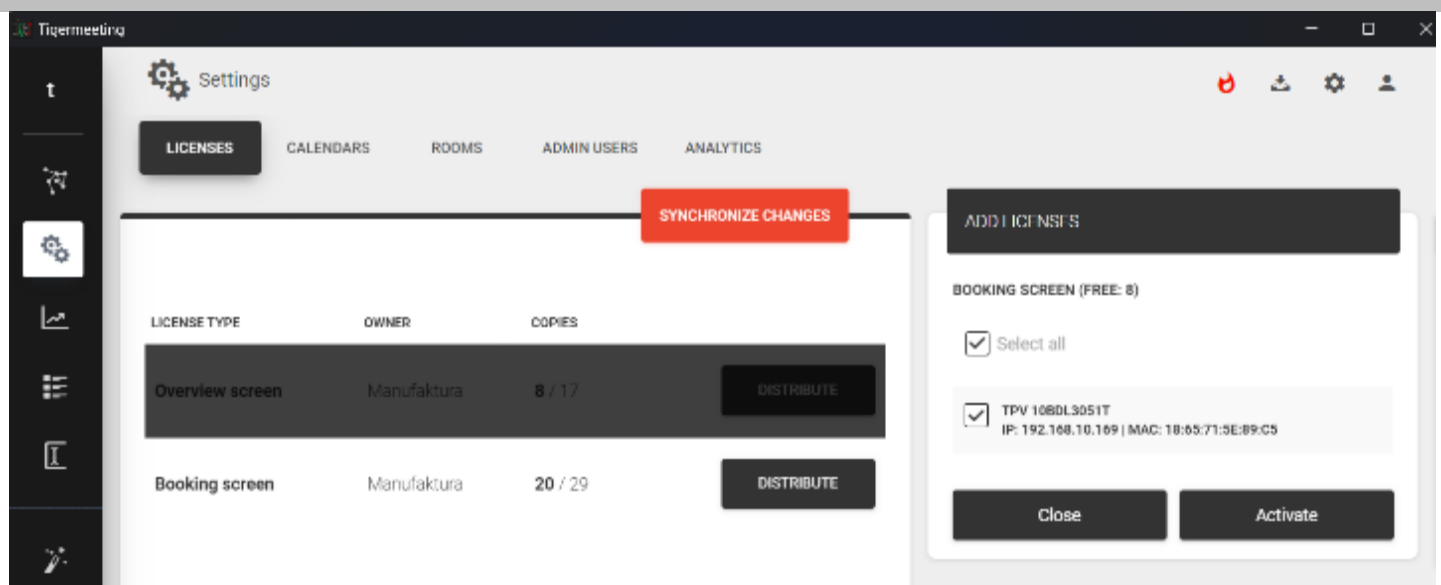 Tigermeeting
t
Settings
LICENSES CALENDARS ROOMS ADMIN USERS ANALYTICS
SYNCHRONIZE CHANGES
LICENSE TYPE OWNER COPIES
Overview screen Manufaktura 8 / 17 DISTRIBUTE
Booking screen Manufaktura 20 / 29 DISTRIBUTE
ADD LICENSES
BOOKING SCREEN (FREE: 8)
Select all
TPV 10BDL3051T
IP: 192.168.10.169 | MAC: 18:65:71:5E:89:C5
Close Activate